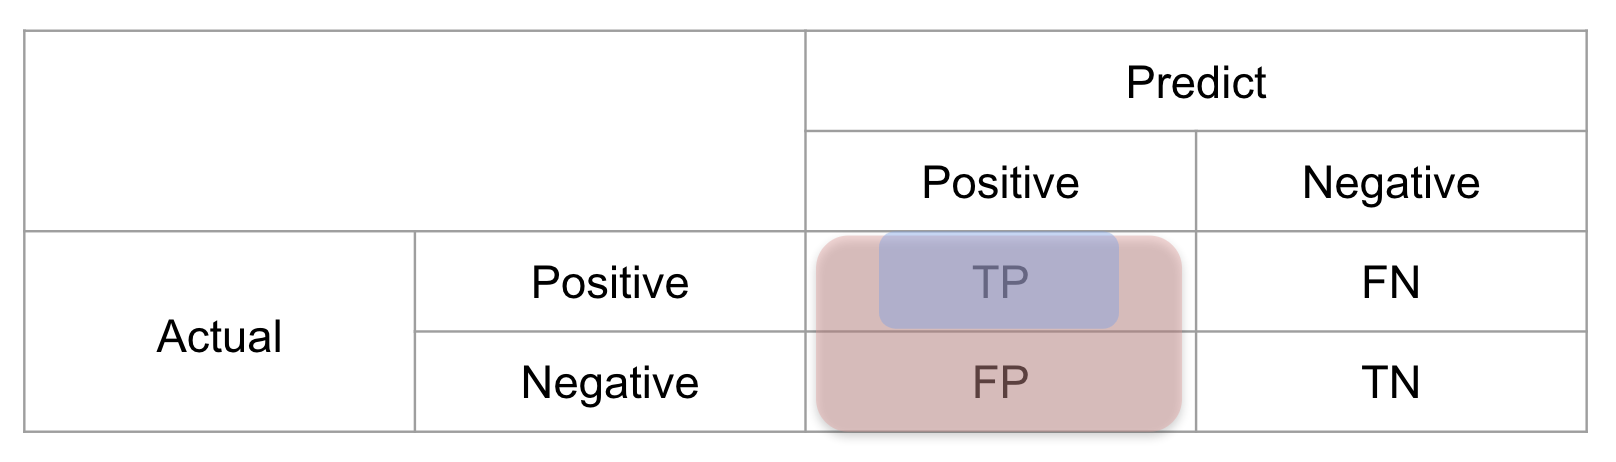 Predict
Positive Negative
Actual Positive TP FN
Negative FP TN